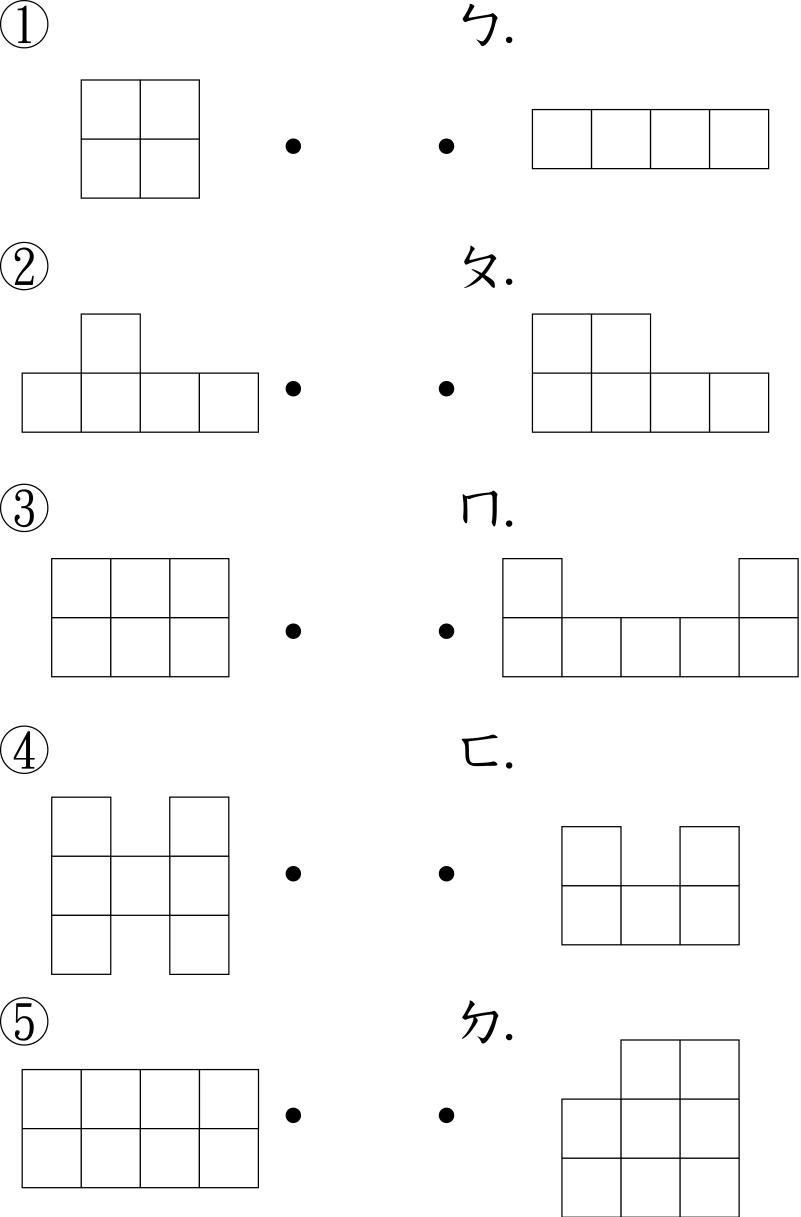 ① ㄅ.
② ㄆ.
③ ㄇ.
④ ㄈ.
⑤ ㄉ.